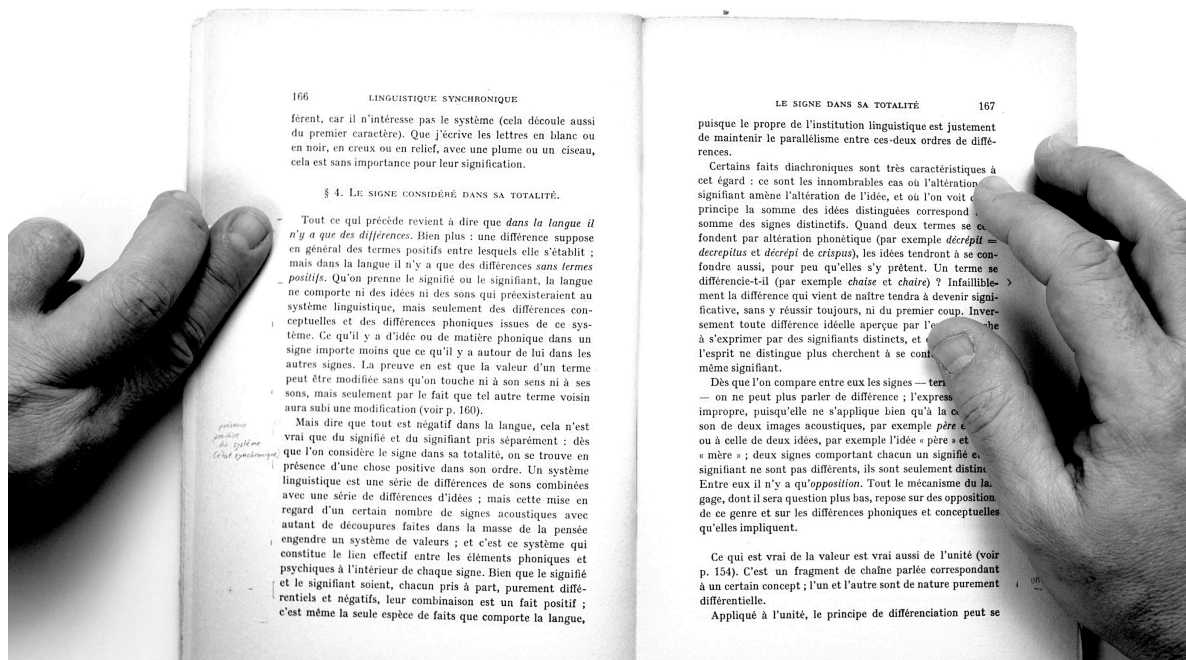 166 LINGUISTIQUE SYNCHRONIQUE
férent, car il n'intéresse pas le système (cela découle aussi
du premier caractère). Que j'écrive les lettres en blanc ou
en noir, en creux ou en relief, avec une plume ou un ciseau,
cela est sans importance pour leur signification.
§ 4. LE SIGNE CONSIDÉRÉ DANS SA TOTALITÉ.
Tout ce qui précède revient à dire que dans la langue il
n'y a que des différences. Bien plus : une différence suppose
en général des termes positifs entre lesquels elle s'établit ;
mais dans la langue il n'y a que des différences sans termes
positifs. Qu'on prenne le signifié ou le signifiant, la langue
ne comporte ni des idées ni des sons qui préexisteraient au
système linguistique, mais seulement des différences con-
ceptuelles et des différences phoniques issues de ce sys-
tème. Ce qu'il y a d'idée ou de matière phonique dans un
signe importe moins que ce qu'il y a autour de lui dans les
autres signes. La preuve en est que la valeur d'un terme
peut être modifiée sans qu'on touche ni à son sens ni à ses
sons, mais seulement par le fait que tel autre terme voisin
aura subi une modification (voir p. 160).
Mais dire que tout est négatif dans la langue, cela n'est
vrai que du signifié et du signifiant pris séparément : dès
que l'on considère le signe dans sa totalité, on se trouve en
présence d'une chose positive dans son ordre. Un système
linguistique est une série de différences de sons combinées
avec une série de différences d'idées ; mais cette mise en
regard d'un certain nombre de signes acoustiques avec
autant de découpures faites dans la masse de la pensée
engendre un système de valeurs ; et c'est ce système qui
constitue le lien effectif entre les éléments phoniques et
psychiques à l'intérieur de chaque signe. Bien que le signifié
et le signifiant soient, chacun pris à part, purement diffé-
rentiels et négatifs, leur combinaison est un fait positif ;
c'est même la seule espèce de faits que comporte la langue,
présence
positive
du système
LE SIGNE DANS SA TOTALITÉ 167
puisque le propre de l'institution linguistique est justement
de maintenir le parallélisme entre ces deux ordres de diffé-
rences.
Certains faits diachroniques sont très caractéristiques à
cet égard : ce sont les innombrables cas où l'altération
signifiant amène l'altération de l'idée, et où l'on voit
principe la somme des idées distinguées correspond
somme des signes distinctifs. Quand deux termes se
fondent par altération phonétique (par exemple décrépit =
decrepitus et décrépi de crispus), les idées tendront à se con-
fondre aussi, pour peu qu'elles s'y prêtent. Un terme se
différencie-t-il (par exemple chaise et chaire) ? Infaillible-
ment la différence qui vient de naître tendra à devenir signi-
ficative, sans y réussir toujours, ni du premier coup. Inver-
sement toute différence idéelle aperçue par
à s'exprimer par des signifiants distincts, et
l'esprit ne distingue plus cherchent à se
même signifiant.
Dès que l'on compare entre eux les signes —
— on ne peut plus parler de différence ;
impropre, puisqu'elle ne s'applique bien qu'à la
son de deux images acoustiques, par exemple père
ou à celle de deux idées, par exemple l'idée « père » et
« mère » ; deux signes comportant chacun un signifié
signifiant ne sont pas différents, ils sont seulement
Entre eux il n'y a qu'opposition. Tout le mécanisme du
gage, dont il sera question plus bas, repose sur des opposition
de ce genre et sur les différences phoniques et conceptuelles
qu'elles impliquent.
Ce qui est vrai de la valeur est vrai aussi de l'unité (voir
p. 154). C'est un fragment de chaîne parlée correspondant
à un certain concept ; l'un et l'autre sont de nature purement
différentielle.
Appliqué à l'unité, le principe de différenciation peut se